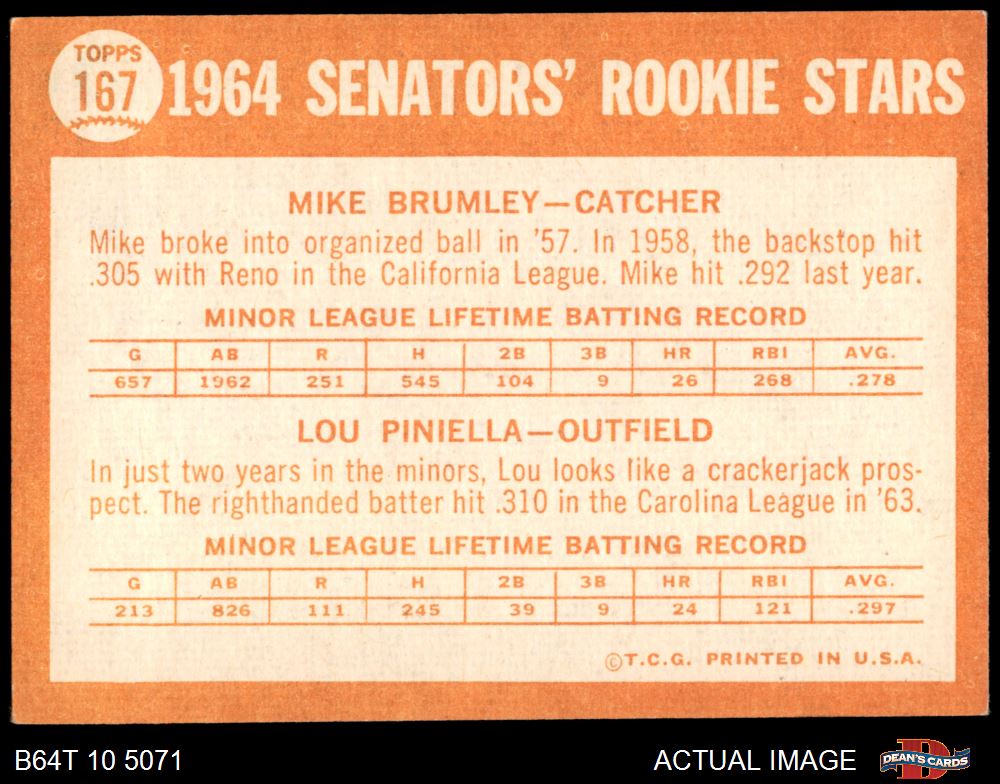 TOPPS
167
1964 SENATORS' ROOKIE STARS
MIKE BRUMLEY—CATCHER
Mike broke into organized ball in '57. In 1958, the backstop hit
.305 with Reno in the California League. Mike hit .292 last year.
MINOR LEAGUE LIFETIME BATTING RECORD
G AB R H 2B 3B HR RBI AVG.
657 1962 251 545 104 9 26 268 .278
LOU PINIELLA—OUTFIELD
In just two years in the minors, Lou looks like a crackerjack pros-
pect. The righthanded batter hit .310 in the Carolina League in '63.
MINOR LEAGUE LIFETIME BATTING RECORD
G AB R H 2B 3B HR RBI AVG.
213 826 111 245 39 9 24 121 .297
©T.C.G. PRINTED IN U.S.A.
B64T 10 5071 ACTUAL IMAGE
DEAN'S CARDS